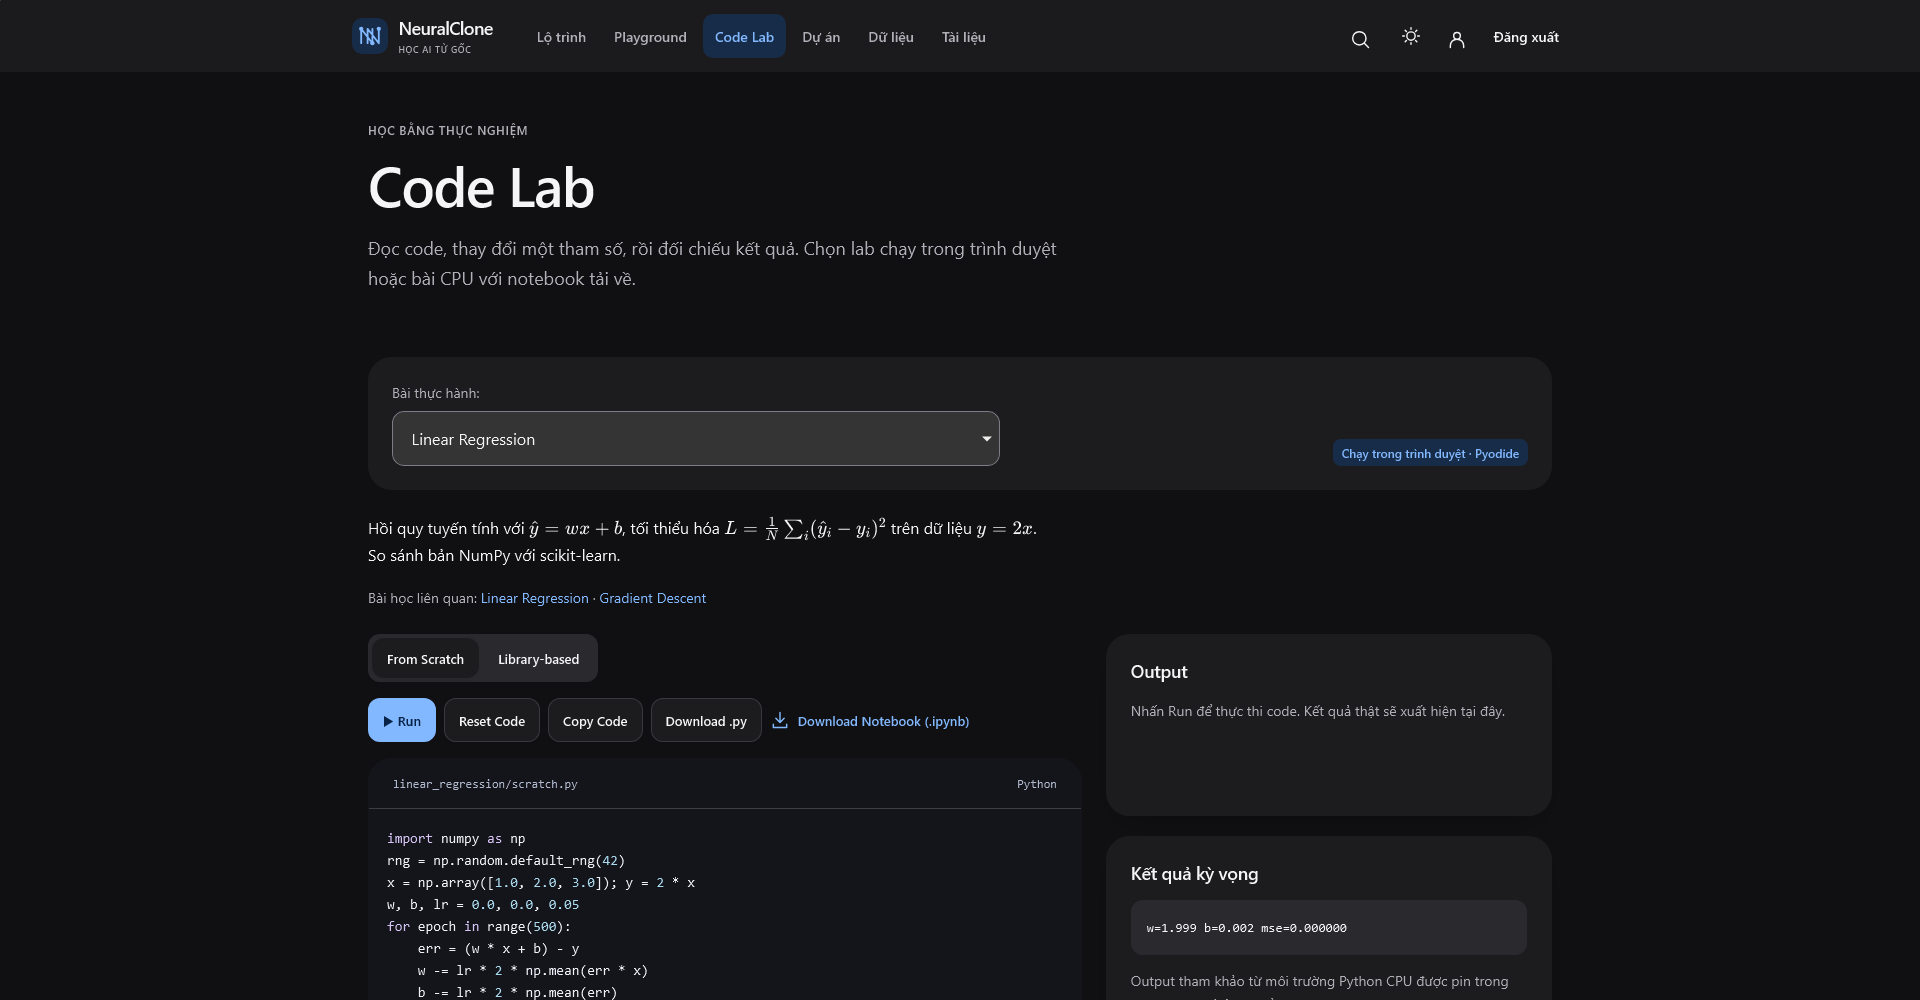 NeuralClone
HỌC AI TỪ GỐC
Lộ trình
Playground
Code Lab
Dự án
Dữ liệu
Tài liệu
Đăng xuất
HỌC BẰNG THỰC NGHIỆM
Code Lab
Đọc code, thay đổi một tham số, rồi đối chiếu kết quả. Chọn lab chạy trong trình duyệt
hoặc bài CPU với notebook tải về.
Bài thực hành:
Linear Regression
Chạy trong trình duyệt · Pyodide
Hồi quy tuyến tính với ŷ = wx + b, tối thiểu hóa L = 1/N ∑ᵢ(ŷᵢ − yᵢ)² trên dữ liệu y = 2x.
So sánh bản NumPy với scikit-learn.
Bài học liên quan: Linear Regression · Gradient Descent
From Scratch
Library-based
▶ Run
Reset Code
Copy Code
Download .py
Download Notebook (.ipynb)
linear_regression/scratch.py
Python
import numpy as np
rng = np.random.default_rng(42)
x = np.array([1.0, 2.0, 3.0]); y = 2 * x
w, b, lr = 0.0, 0.0, 0.05
for epoch in range(500):
    err = (w * x + b) - y
    w -= lr * 2 * np.mean(err * x)
    b -= lr * 2 * np.mean(err)
Output
Nhấn Run để thực thi code. Kết quả thật sẽ xuất hiện tại đây.
Kết quả kỳ vọng
w=1.999 b=0.002 mse=0.000000
Output tham khảo từ môi trường Python CPU được pin trong